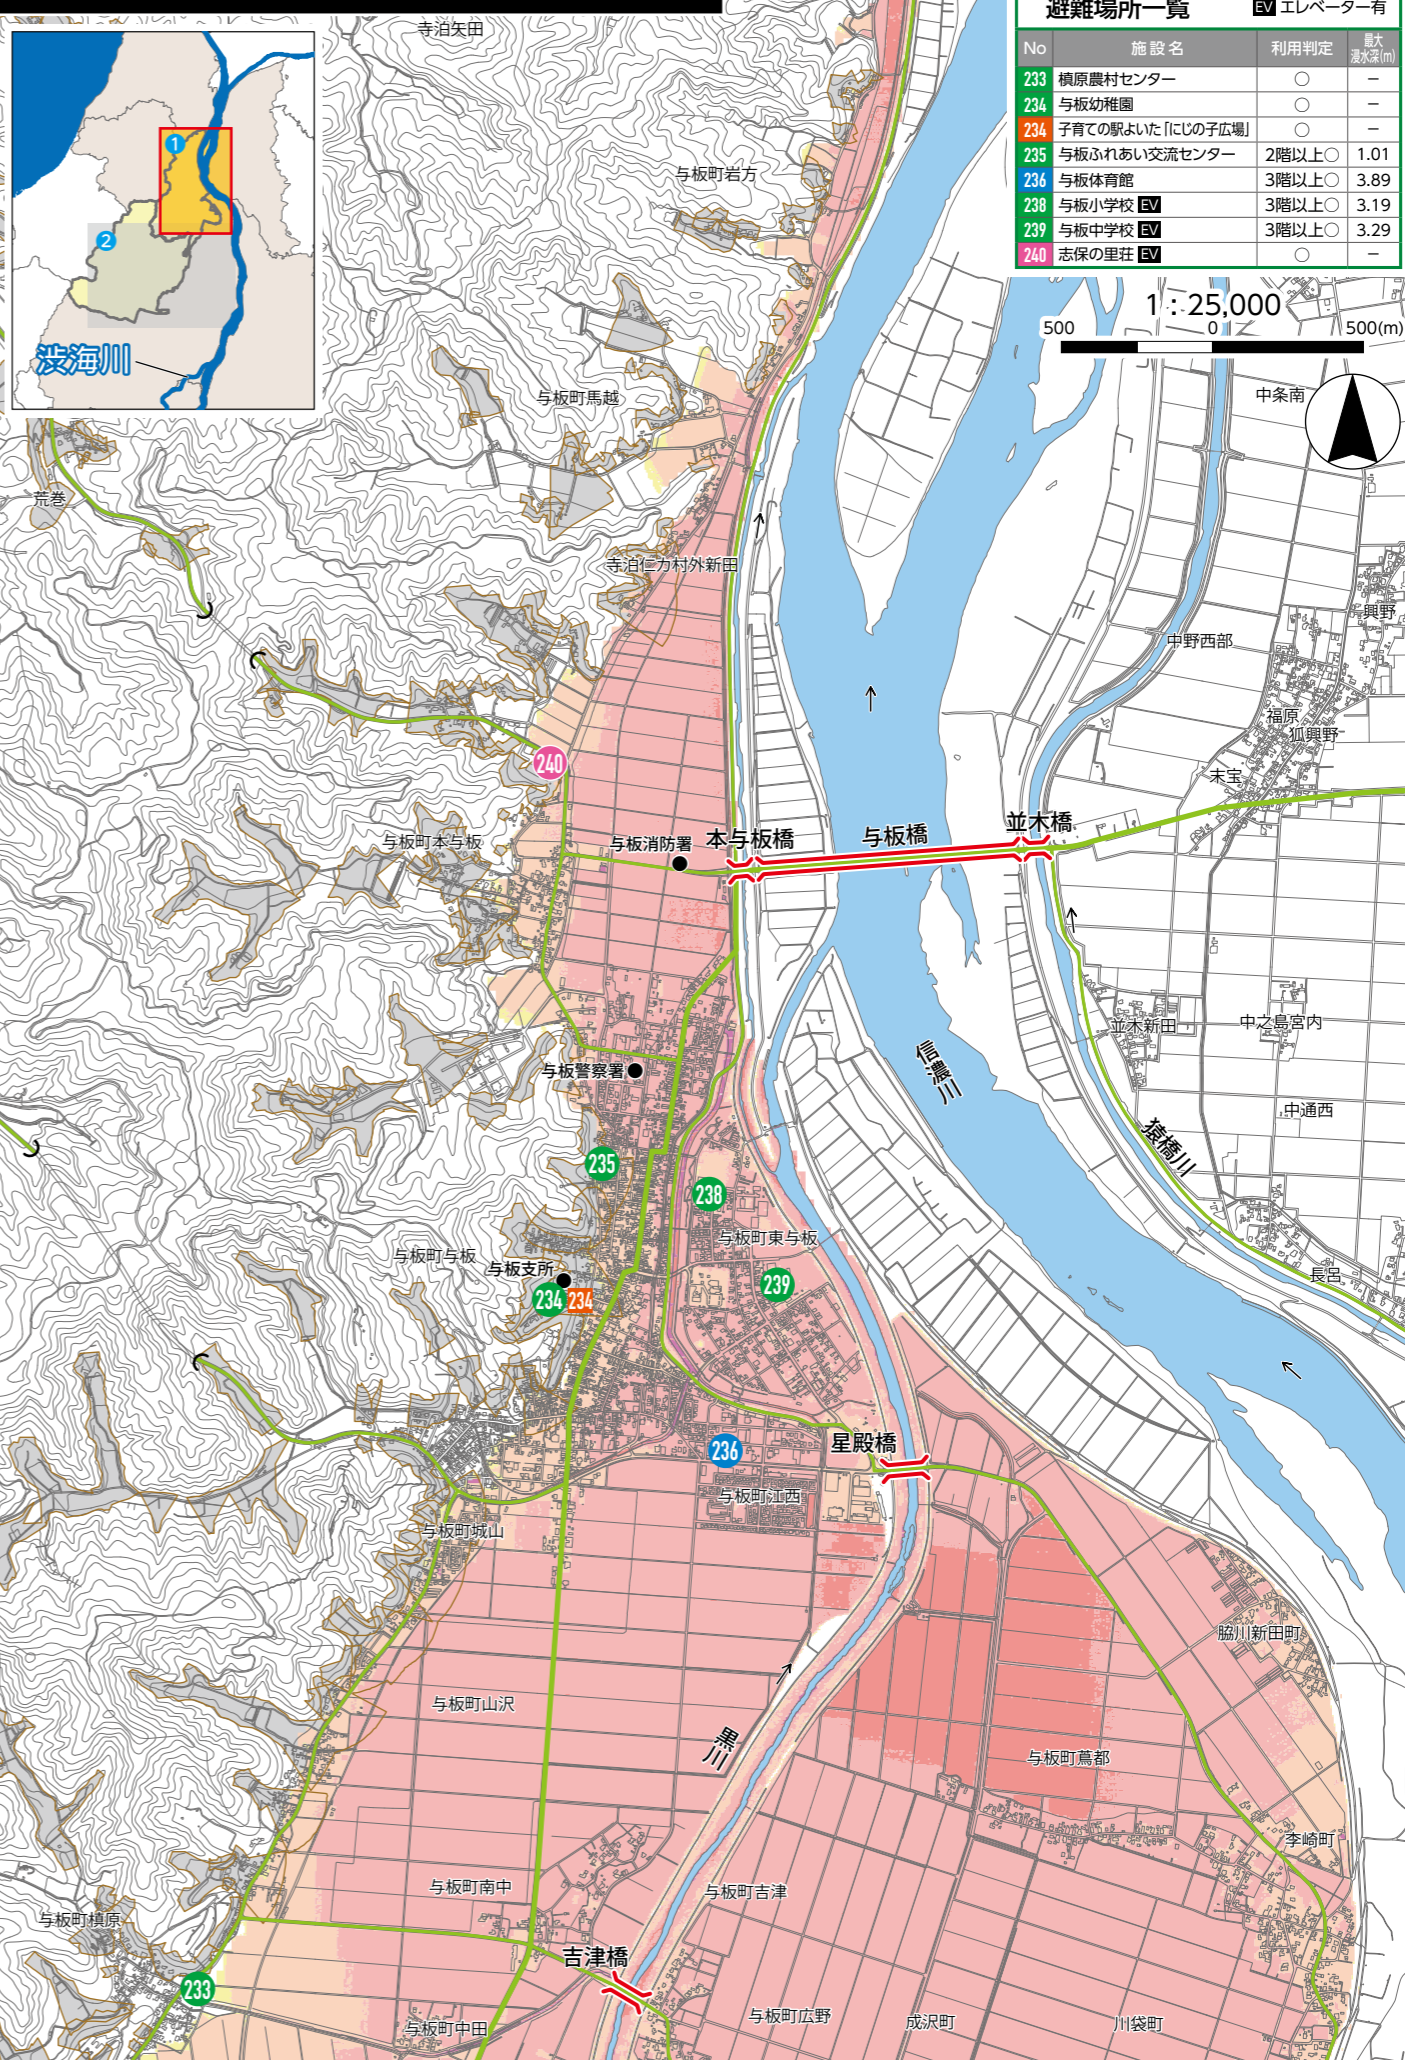 避難場所一覧 EV エレベーター有
No 施設名 利用判定 最大浸水深(m)
233 槙原農村センター ○ −
234 与板幼稚園 ○ −
234 子育ての駅よいた「にじの子広場」 ○ −
235 与板ふれあい交流センター 2階以上○ 1.01
236 与板体育館 3階以上○ 3.89
238 与板小学校 EV 3階以上○ 3.19
239 与板中学校 EV 3階以上○ 3.29
240 志保の里荘 EV ○ −
1:25,000
500 0 500(m)
1
2
渋海川
寺泊矢田
与板町岩方
与板町馬越
中条南
荒巻
寺泊仁力村外新田
興野
中野西部
福原
狐興野
末宝
240
与板町本与板
与板消防署
本与板橋
与板橋
並木橋
並木新田
中之島宮内
信濃川
与板警察署
中通西
猿橋川
235
238
与板町東与板
与板町与板
与板支所
長呂
234
234
239
236
星殿橋
与板町江西
与板町城山
脇川新田町
与板町山沢
黒川
与板町蔦都
李崎町
与板町南中
与板町吉津
与板町槙原
吉津橋
233
与板町中田
与板町広野
成沢町
川袋町